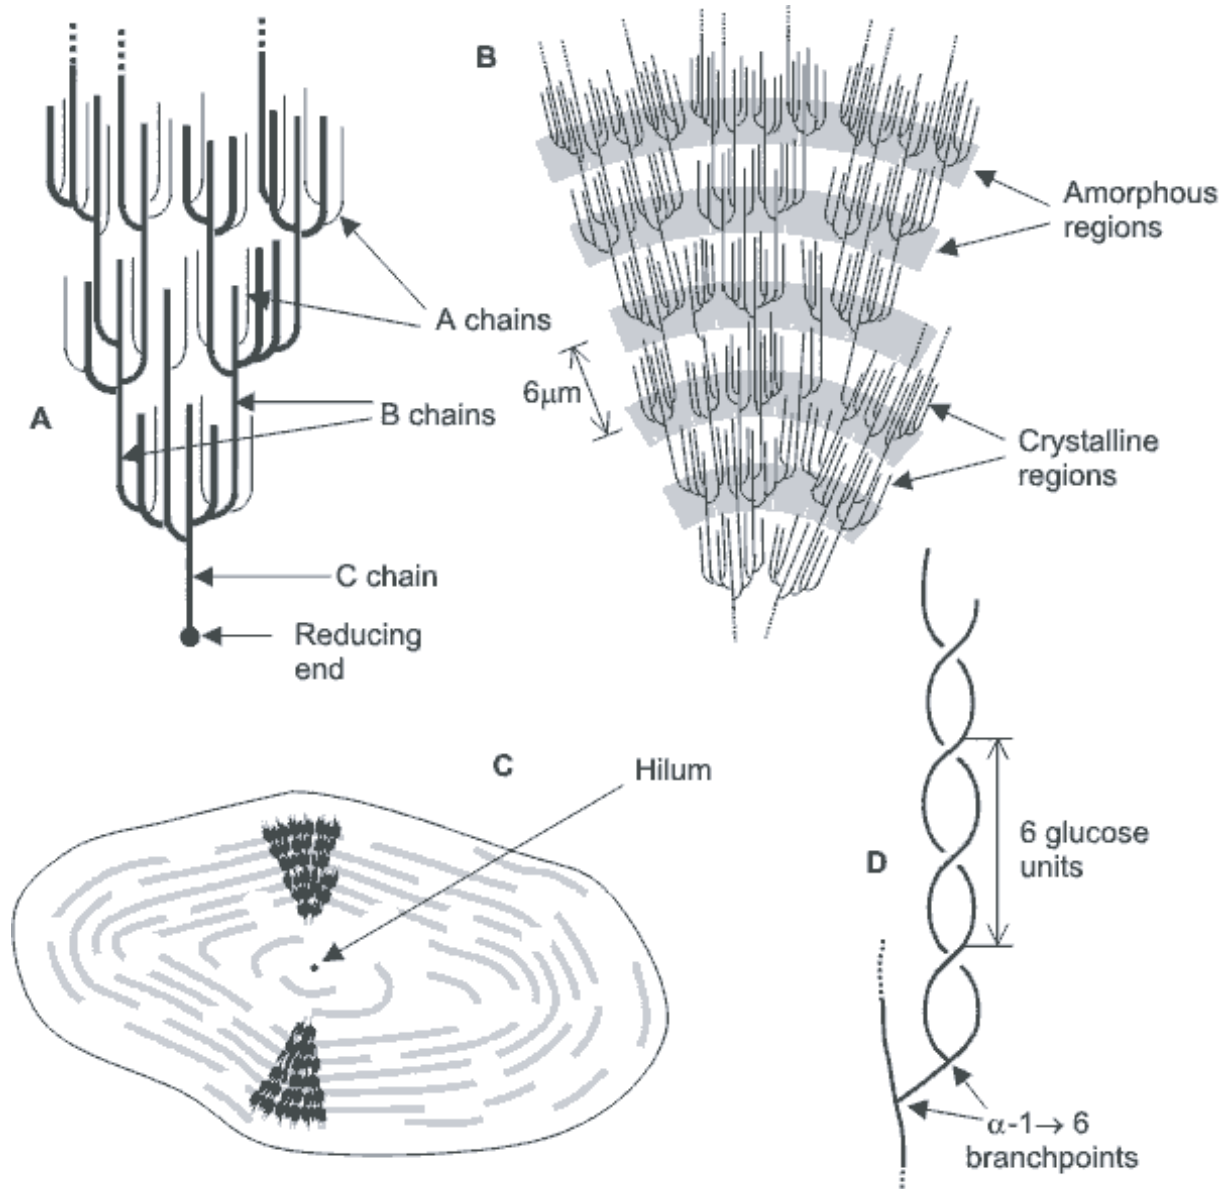 A
A chains
B chains
C chain
Reducing
end
B
Amorphous
regions
6μm
Crystalline
regions
C
Hilum
D
6 glucose
units
α-1→ 6
branchpoints